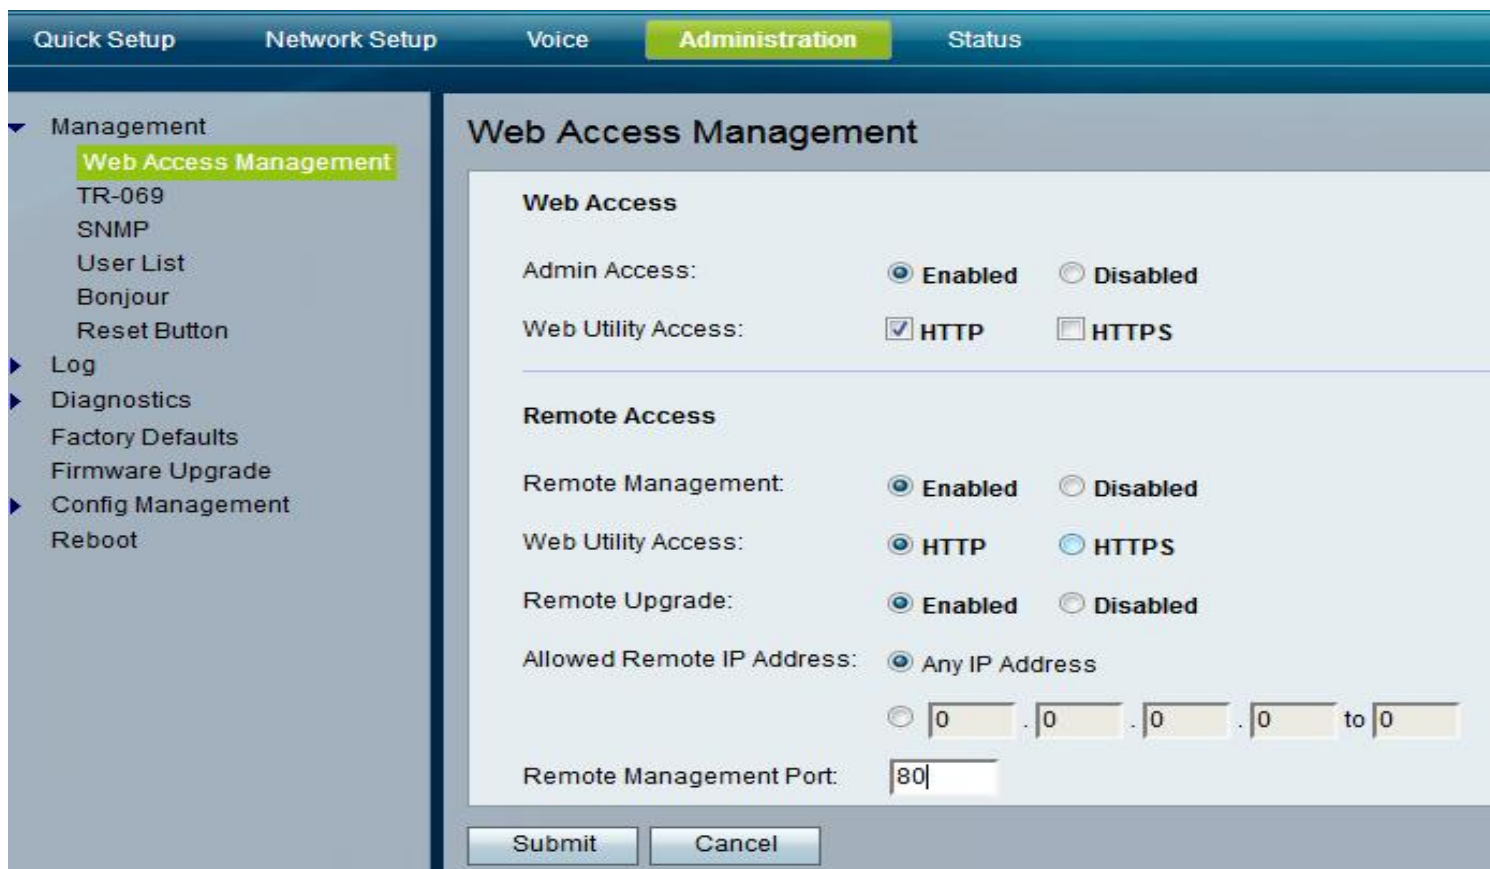 Quick Setup Network Setup Voice Administration Status
Management
Web Access Management
TR-069
SNMP
User List
Bonjour
Reset Button
Log
Diagnostics
Factory Defaults
Firmware Upgrade
Config Management
Reboot
Web Access Management
Web Access
Admin Access: Enabled Disabled
Web Utility Access: HTTP HTTPS
Remote Access
Remote Management: Enabled Disabled
Web Utility Access: HTTP HTTPS
Remote Upgrade: Enabled Disabled
Allowed Remote IP Address: Any IP Address
0 . 0 . 0 . 0 to 0
Remote Management Port: 80
Submit Cancel